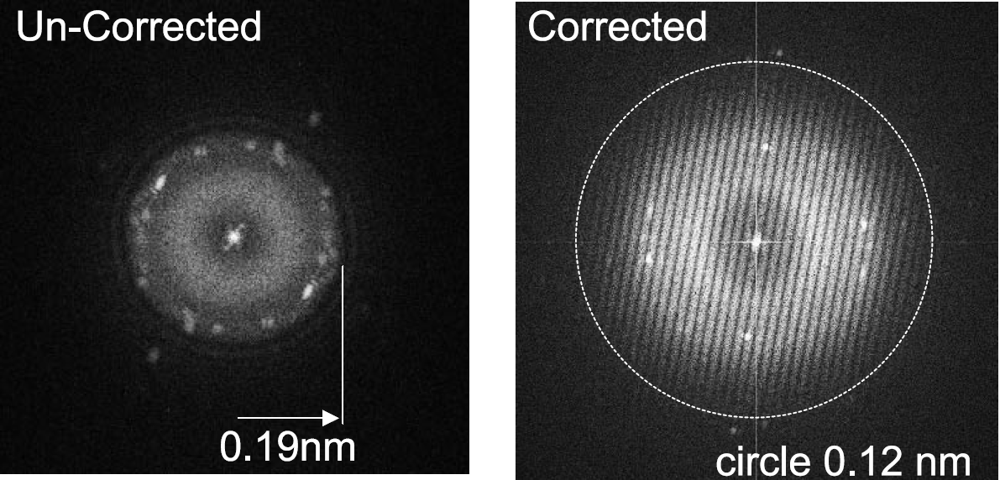 Un-Corrected
0.19nm
Corrected
circle 0.12 nm